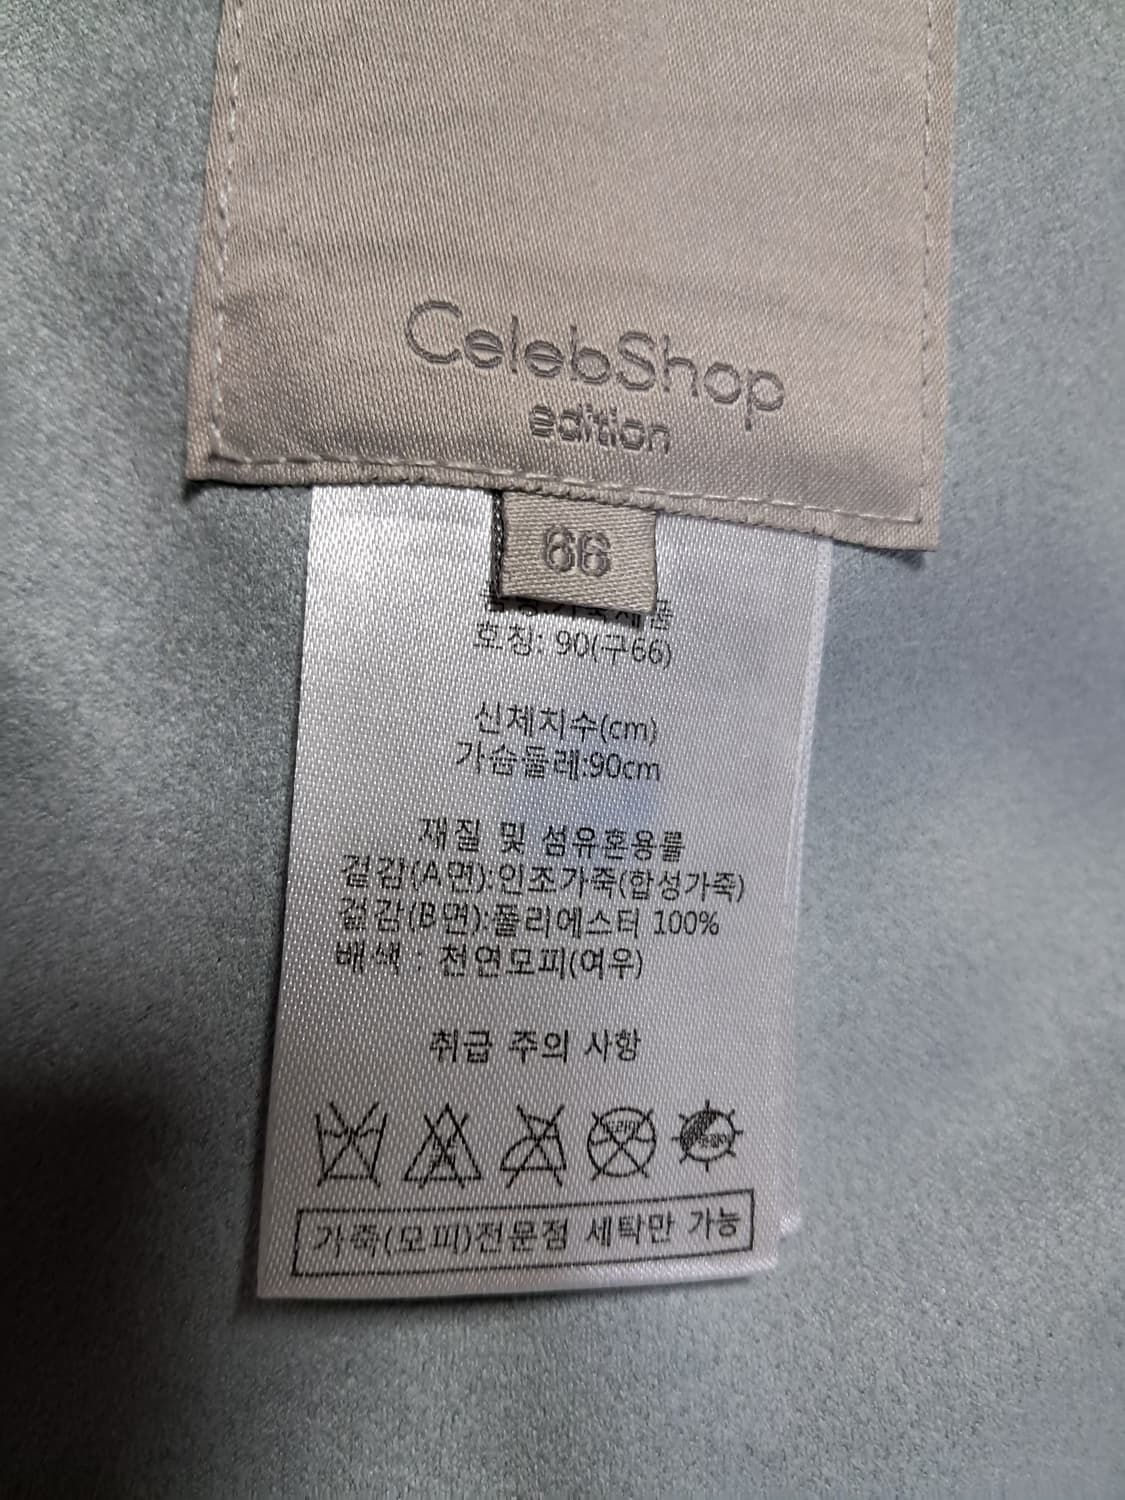 CelebShop
edition
66
호칭: 90(구66)
신체치수(cm)
가슴둘레:90cm
재질 및 섬유혼용률
겉감(A면):인조가죽(합성가죽)
겉감(B면):폴리에스터 100%
배색 : 천연모피(여우)
취급 주의 사항
드라이
가죽(모피)전문점 세탁만 가능